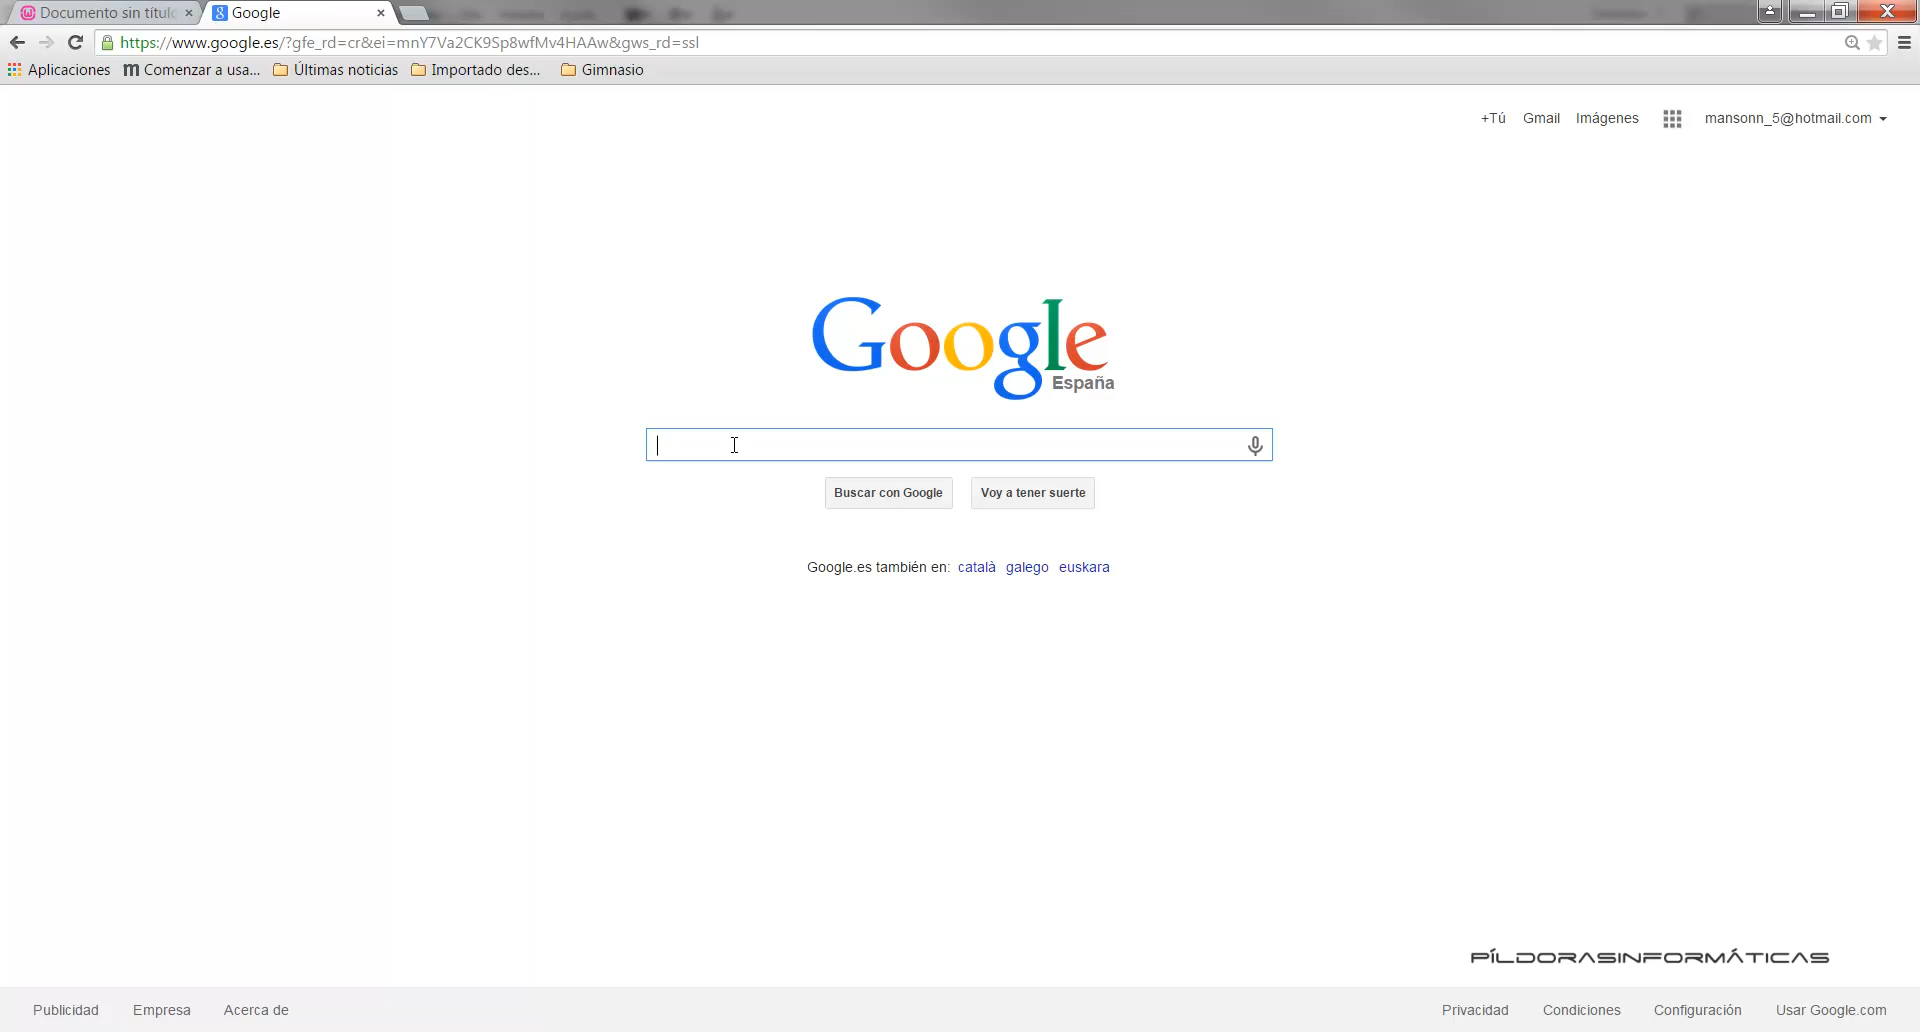 Documento sin títul
Google
https://www.google.es/?gfe_rd=cr&ei=mnY7Va2CK9Sp8wfMv4HAAw&gws_rd=ssl
Aplicaciones
Comenzar a usa...
Últimas noticias
Importado des...
Gimnasio
+Tú
Gmail
Imágenes
mansonn_5@hotmail.com
Google
España
Buscar con Google
Voy a tener suerte
Google.es también en: català galego euskara
PÍLDORASINFORMÁTICAS
Publicidad
Empresa
Acerca de
Privacidad
Condiciones
Configuración
Usar Google.com